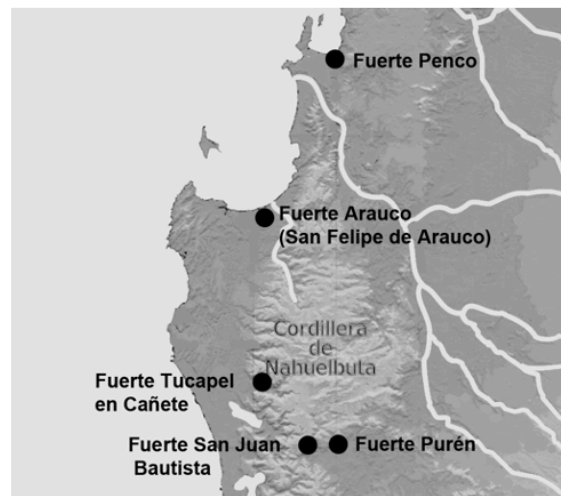 Fuerte Penco
Fuerte Arauco
(San Felipe de Arauco)
Cordillera
de
Nahuelbuta
Fuerte Tucapel
en Cañete
Fuerte San Juan
Bautista
Fuerte Purén